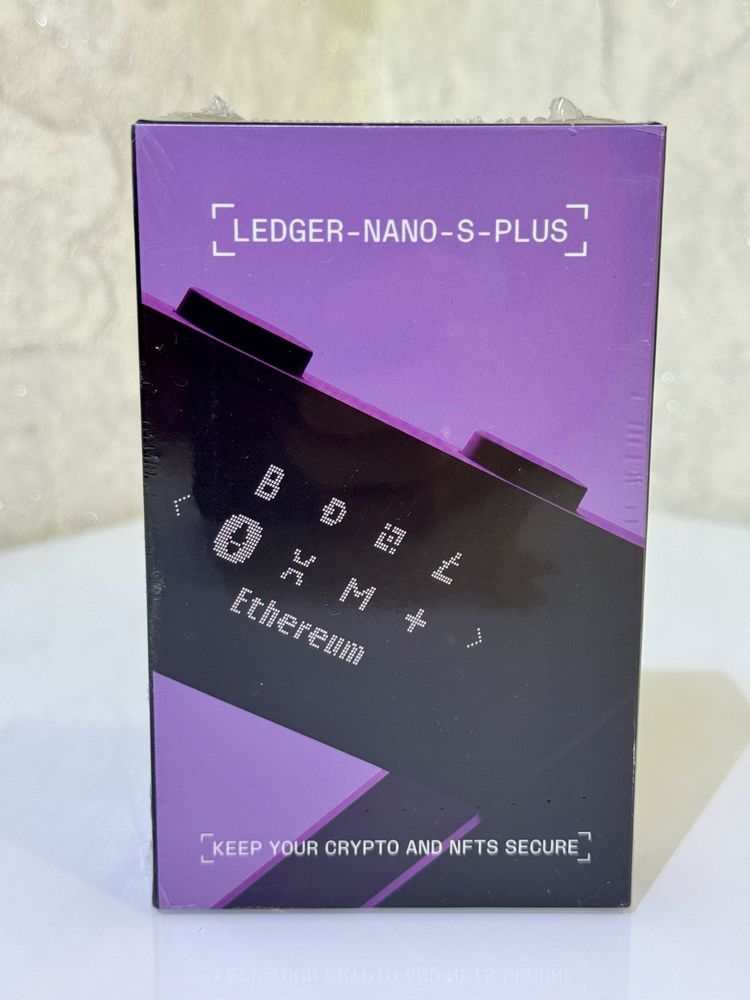 LEDGER-NANO-S-PLUS
B Đ
Ł
M +
Ethereum
KEEP YOUR CRYPTO AND NFTS SECURE